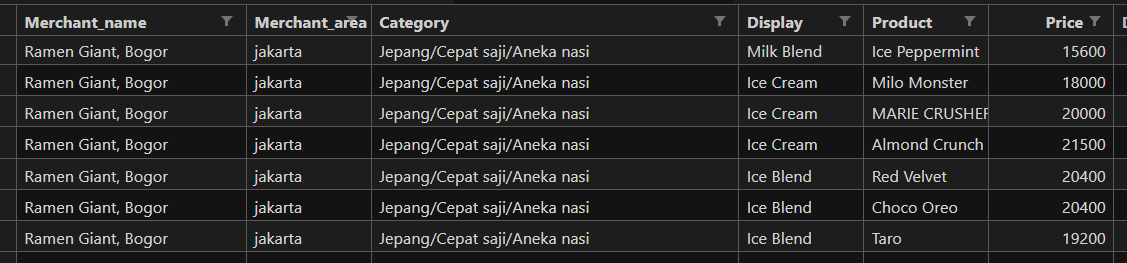 Merchant_name Merchant_area Category Display Product Price
Ramen Giant, Bogor jakarta Jepang/Cepat saji/Aneka nasi Milk Blend Ice Peppermint 15600
Ramen Giant, Bogor jakarta Jepang/Cepat saji/Aneka nasi Ice Cream Milo Monster 18000
Ramen Giant, Bogor jakarta Jepang/Cepat saji/Aneka nasi Ice Cream MARIE CRUSHER 20000
Ramen Giant, Bogor jakarta Jepang/Cepat saji/Aneka nasi Ice Cream Almond Crunch 21500
Ramen Giant, Bogor jakarta Jepang/Cepat saji/Aneka nasi Ice Blend Red Velvet 20400
Ramen Giant, Bogor jakarta Jepang/Cepat saji/Aneka nasi Ice Blend Choco Oreo 20400
Ramen Giant, Bogor jakarta Jepang/Cepat saji/Aneka nasi Ice Blend Taro 19200